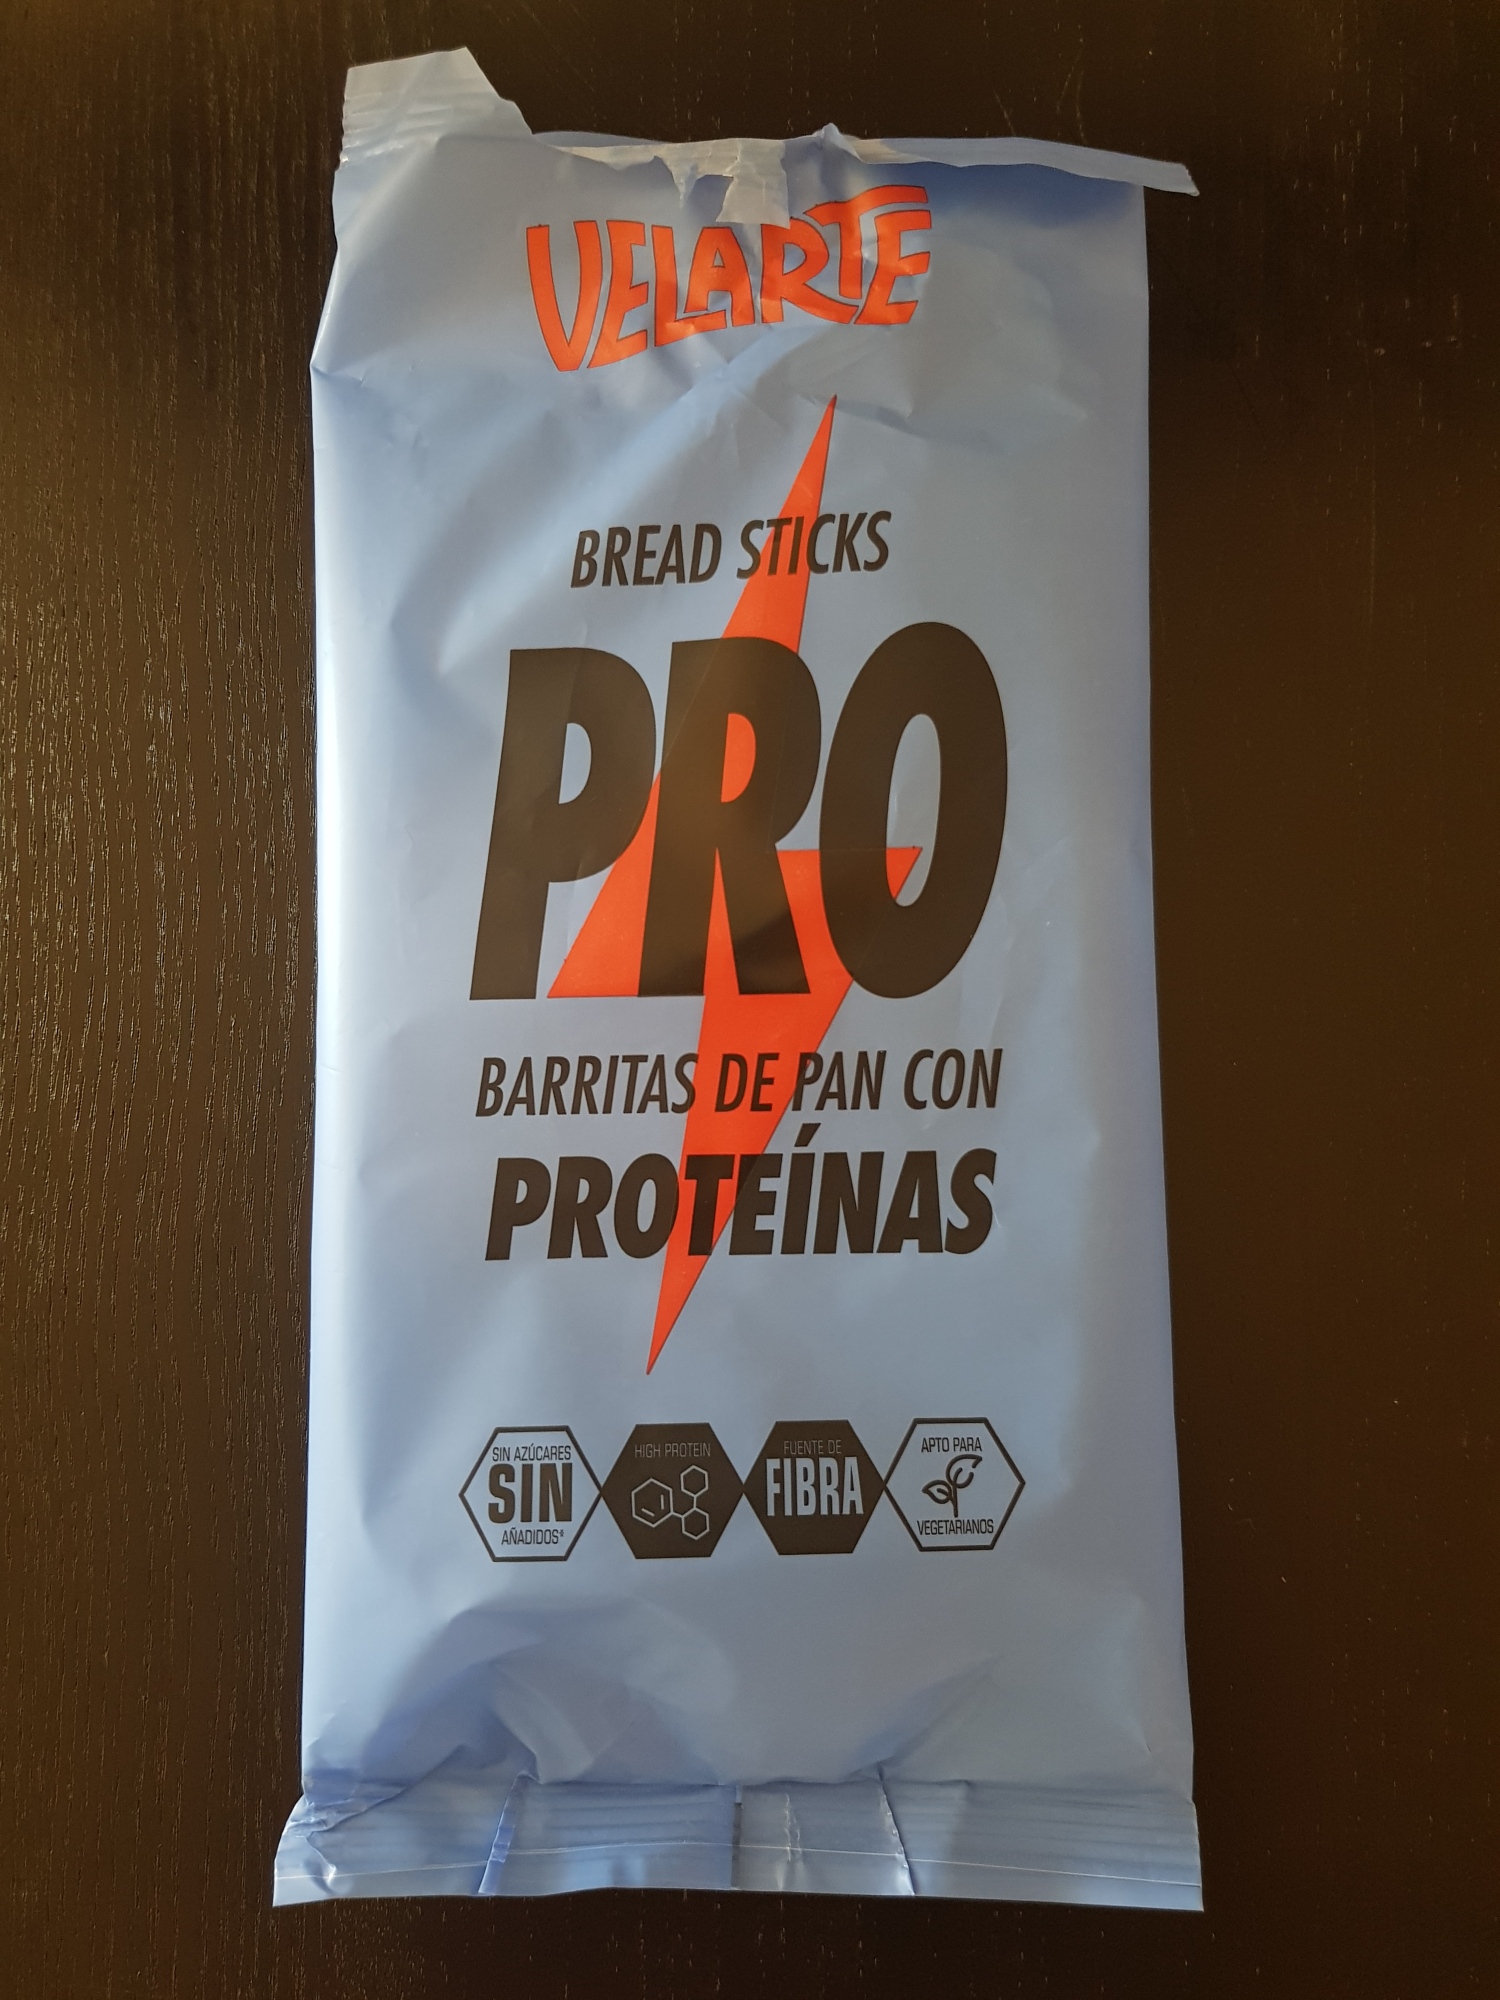 VELARTE
BREAD STICKS
PRO
BARRITAS DE PAN CON
PROTEÍNAS
SIN AZÚCARES
SIN
AÑADIDOS*
HIGH PROTEIN
FUENTE DE
FIBRA
APTO PARA
VEGETARIANOS